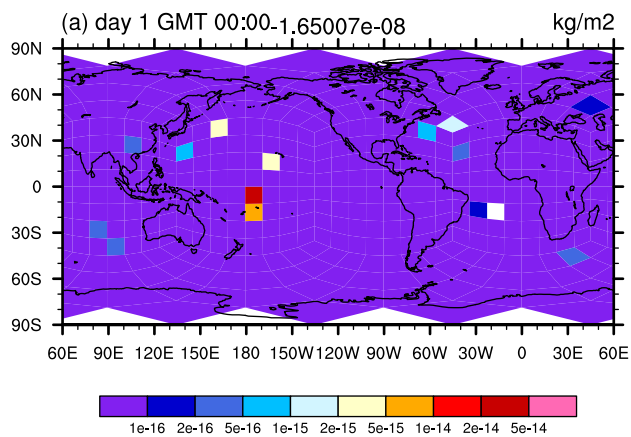 (a) day 1 GMT 00:00 -1.65007e-08 kg/m2
90N
60N
30N
0
30S
60S
90S
60E 90E 120E 150E 180 150W 120W 90W 60W 30W 0 30E 60E
1e-16 2e-16 5e-16 1e-15 2e-15 5e-15 1e-14 2e-14 5e-14